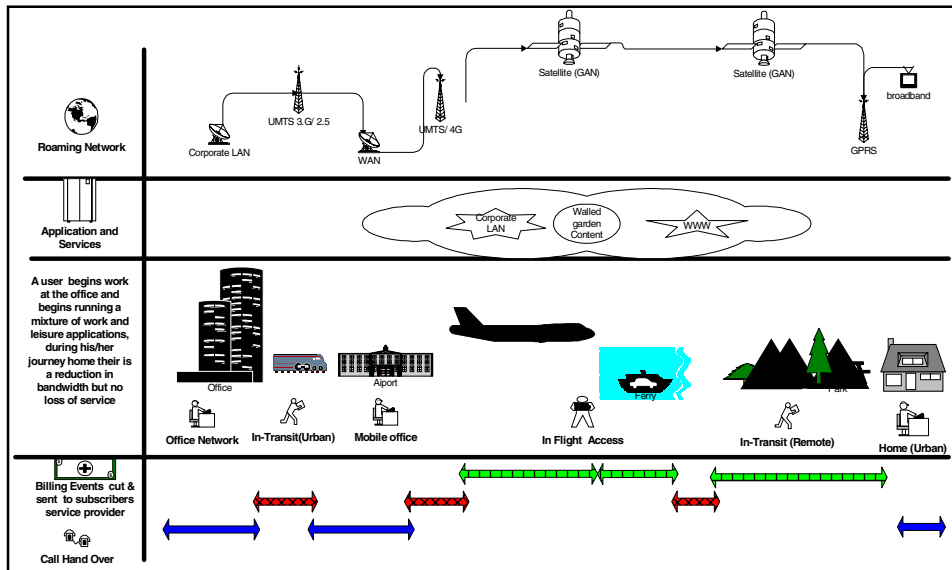 Satellite (GAN)
Satellite (GAN)
broadband
UMTS 3.G/ 2.5
UMTS/ 4G
Corporate LAN
WAN
GPRS
Roaming Network
Corporate
LAN
Walled
garden
Content
WWW
Application and
Services
A user begins work
at the office and
begins running a
mixture of work and
leisure applications,
during his/her
journey home their is
a reduction in
bandwidth but no
loss of service
Office
Aiport
Ferry
Park
Office Network
In-Transit(Urban)
Mobile office
In Flight Access
In-Transit (Remote)
Home (Urban)
Billing Events cut &
sent to subscribers
service provider
Call Hand Over